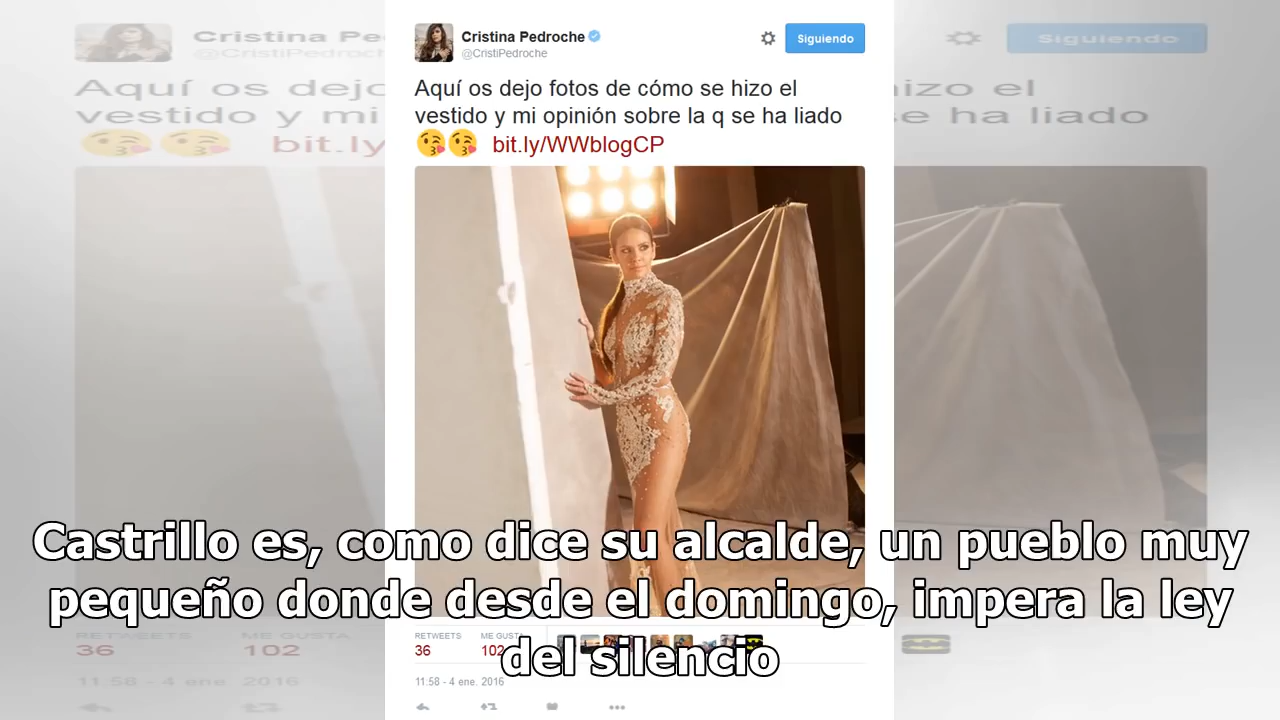 Cristina Pedroche
@CristiPedroche
Siguiendo
Aquí os dejo fotos de cómo se hizo el
vestido y mi opinión sobre la q se ha liado
😘😘 bit.ly/WWblogCP
Castrillo es, como dice su alcalde, un pueblo muy
pequeño donde desde el domingo, impera la ley
del silencio
RETWEETS
36
ME GUSTA
102
11:58 - 4 ene. 2016